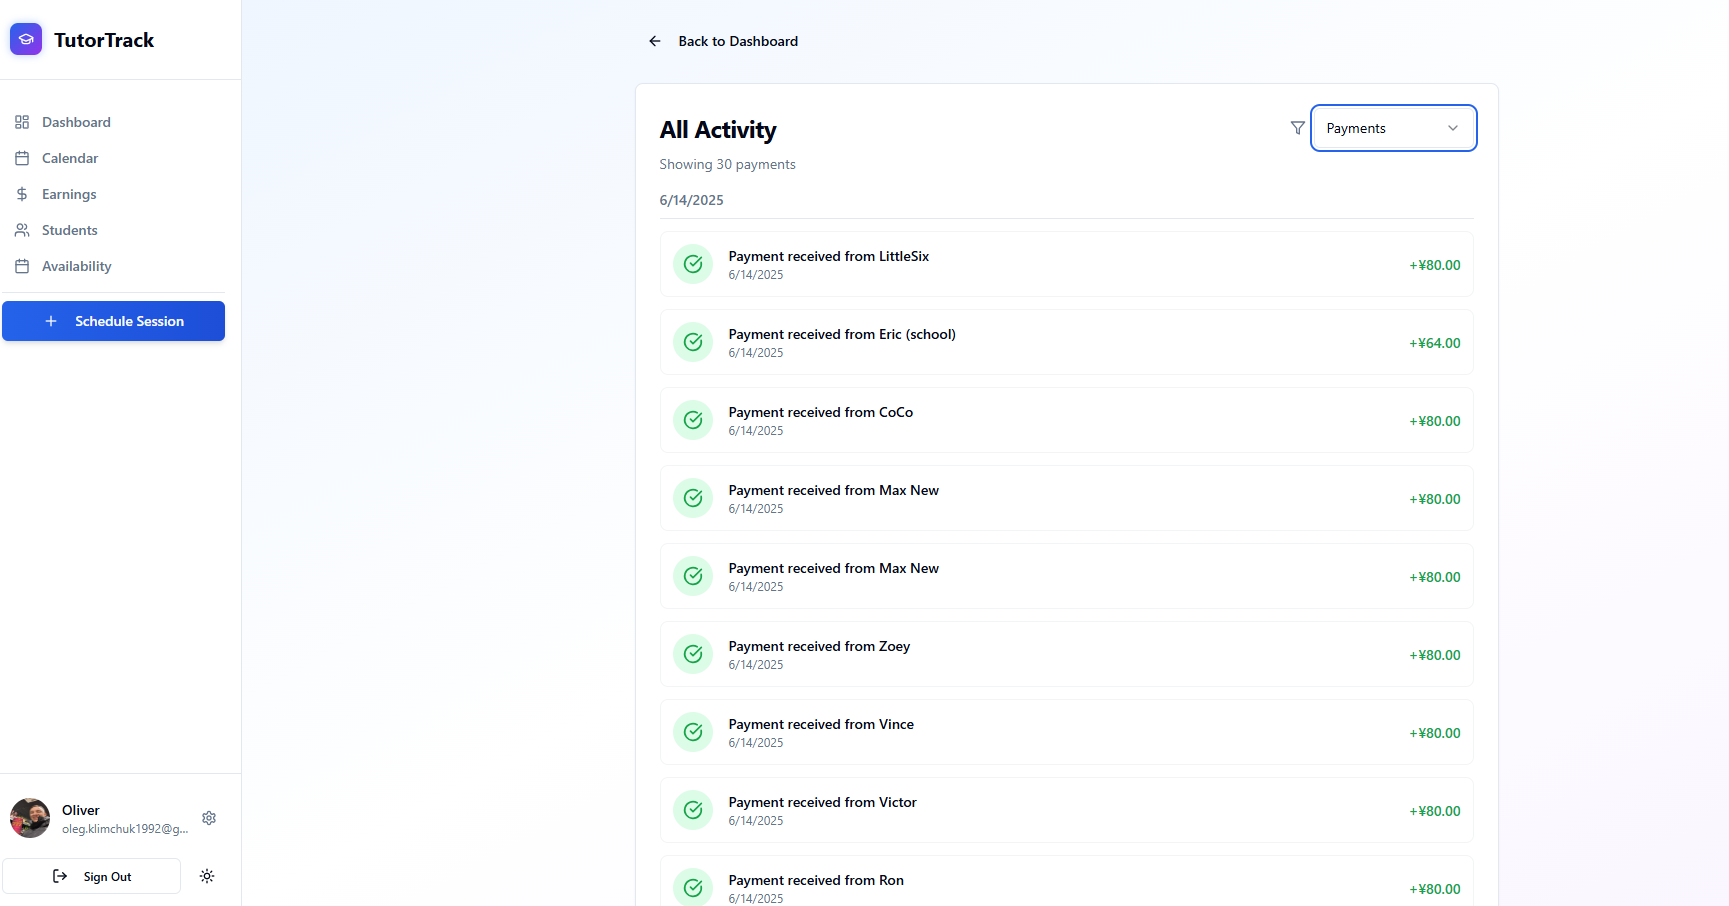 TutorTrack
Dashboard
Calendar
Earnings
Students
Availability
Schedule Session
Oliver
oleg.klimchuk1992@g...
Sign Out
Back to Dashboard
All Activity
Payments
Showing 30 payments
6/14/2025
Payment received from LittleSix
6/14/2025
+¥80.00
Payment received from Eric (school)
6/14/2025
+¥64.00
Payment received from CoCo
6/14/2025
+¥80.00
Payment received from Max New
6/14/2025
+¥80.00
Payment received from Max New
6/14/2025
+¥80.00
Payment received from Zoey
6/14/2025
+¥80.00
Payment received from Vince
6/14/2025
+¥80.00
Payment received from Victor
6/14/2025
+¥80.00
Payment received from Ron
6/14/2025
+¥80.00